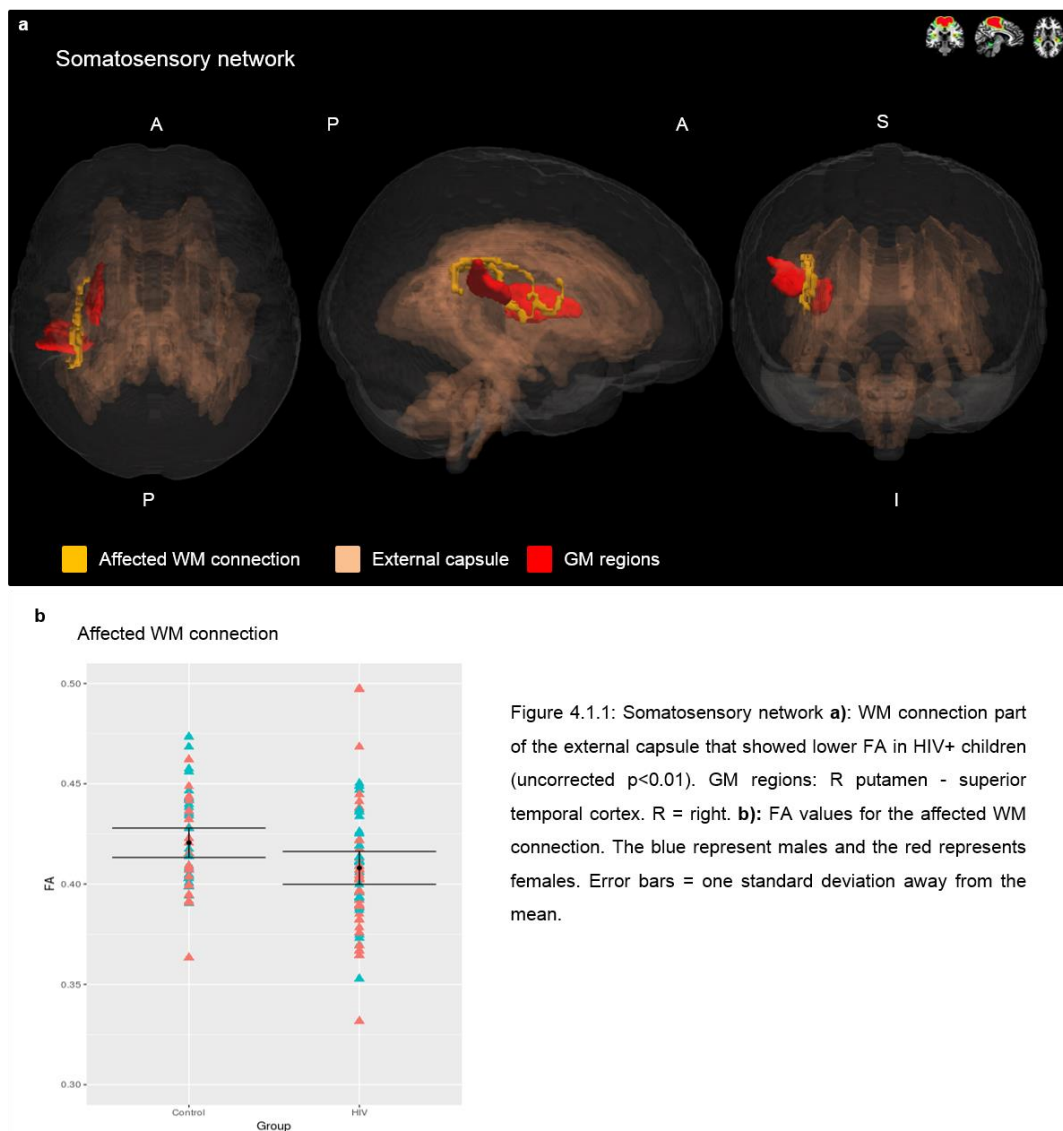 a
Somatosensory network
A
P
A
S
P
I
Affected WM connection
External capsule
GM regions
b
Affected WM connection
0.50
0.45
0.40
0.35
0.30
FA
Control
HIV
Group
Figure 4.1.1: Somatosensory network a): WM connection part
of the external capsule that showed lower FA in HIV+ children
(uncorrected p<0.01). GM regions: R putamen - superior
temporal cortex. R = right. b): FA values for the affected WM
connection. The blue represent males and the red represents
females. Error bars = one standard deviation away from the
mean.